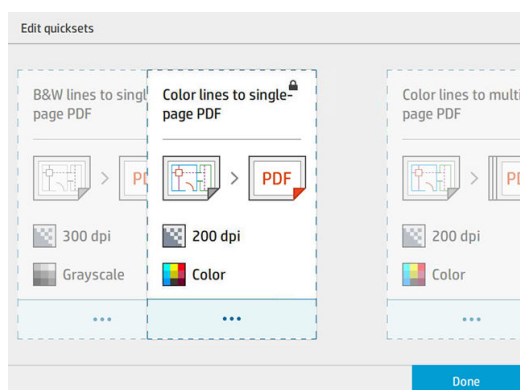 Edit quicksets
B&W lines to singl
page PDF
PD
300 dpi
Grayscale
Color lines to single-
page PDF
PDF
200 dpi
Color
Color lines to multi
page PDF
PD
200 dpi
Color
Done